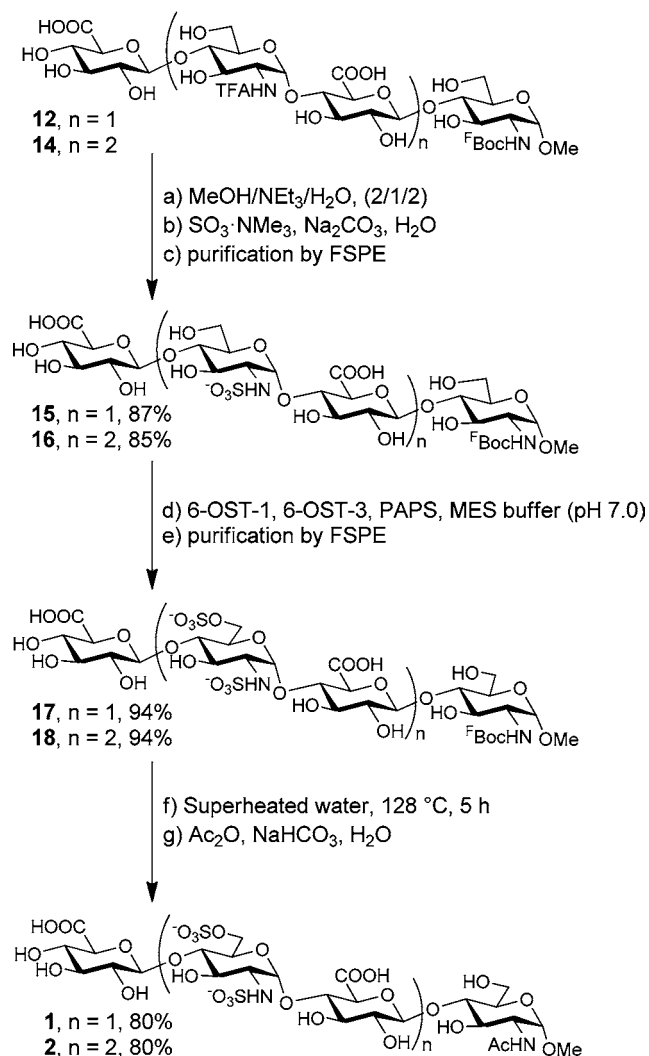 HOOC O HO O HO
HO O O COOH HO
HO OH HO TFAHN O O O O
HO OH n HO FBocHN OMe
12, n = 1
14, n = 2
a) MeOH/NEt3/H2O, (2/1/2)
b) SO3·NMe3, Na2CO3, H2O
c) purification by FSPE
HOOC O HO O HO
HO O O COOH HO
HO OH HO -O3SHN O O O O
HO OH n HO FBocHN OMe
15, n = 1, 87%
16, n = 2, 85%
d) 6-OST-1, 6-OST-3, PAPS, MES buffer (pH 7.0)
e) purification by FSPE
HOOC O -O3SO O HO
HO O O COOH HO
HO OH HO -O3SHN O O O O
HO OH n HO FBocHN OMe
17, n = 1, 94%
18, n = 2, 94%
f) Superheated water, 128 °C, 5 h
g) Ac2O, NaHCO3, H2O
HOOC O -O3SO O HO
HO O O COOH HO
HO OH HO -O3SHN O O O O
HO OH n HO AcHN OMe
1, n = 1, 80%
2, n = 2, 80%